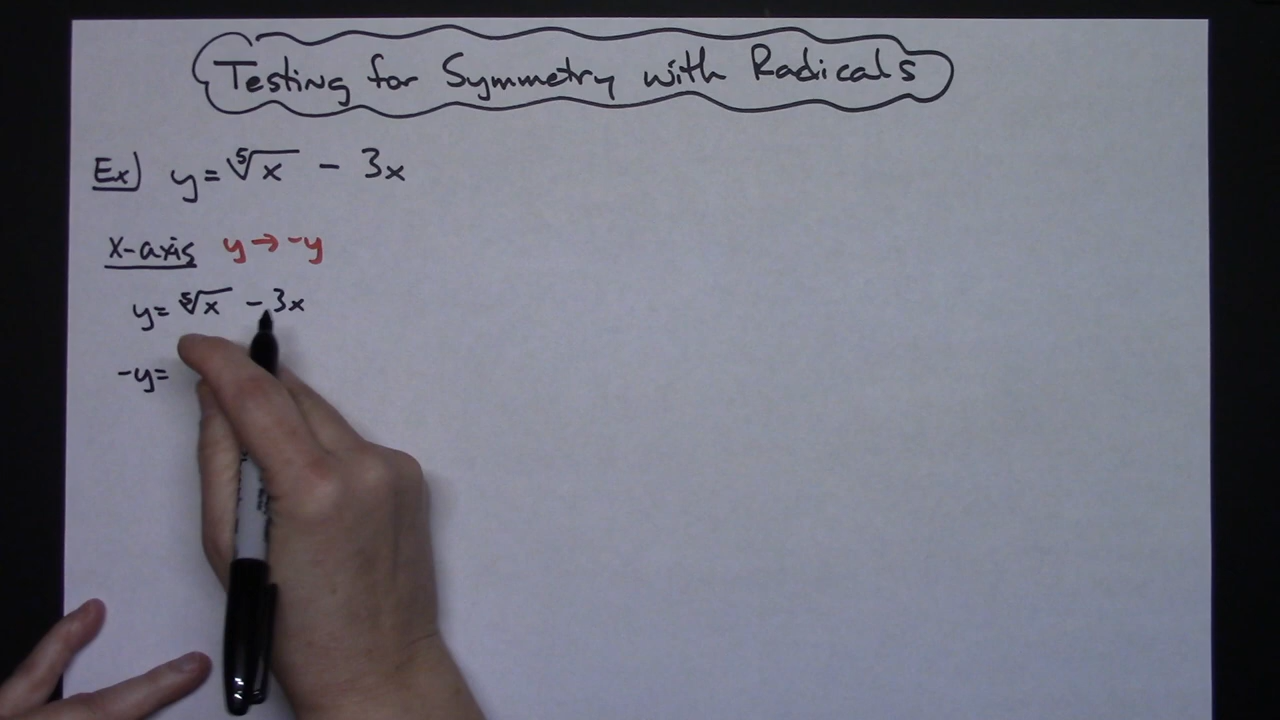 Testing for Symmetry with Radicals
Ex) y = ⁵√x - 3x
x-axis y → -y
y = ⁵√x - 3x
-y =